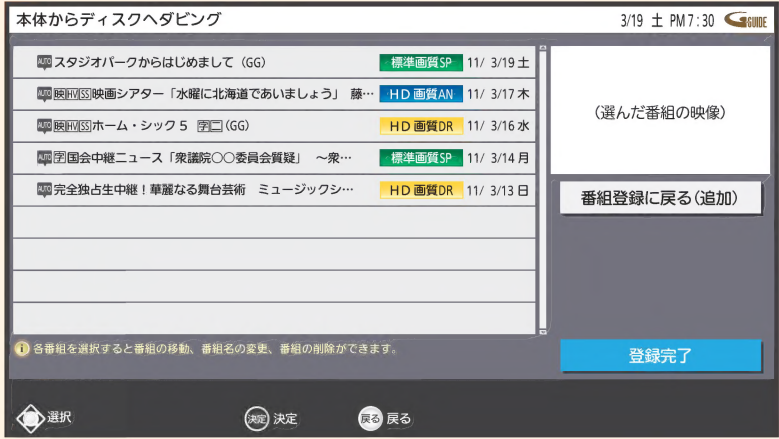 本体からディスクへダビング
3/19 土 PM 7:30 G GUIDE
AUTO スタジオパークからはじめまして（GG） 標準画質SP 11/ 3/19 土
AUTO 映 HV SS 映画シアター「水曜に北海道であいましょう」 藤… HD画質AN 11/ 3/17 木
AUTO 映 HV SS ホーム・シック5 字 二 (GG) HD画質DR 11/ 3/16 水
AUTO 字 国会中継ニュース「衆議院○○委員会質疑」 ～衆… 標準画質SP 11/ 3/14 月
AUTO 完全独占生中継！華麗なる舞台芸術 ミュージックシ… HD画質DR 11/ 3/13 日
（選んだ番組の映像）
番組登録に戻る（追加）
i 各番組を選択すると番組の移動、番組名の変更、番組の削除ができます。
登録完了
選択 決定 決定 戻る 戻る